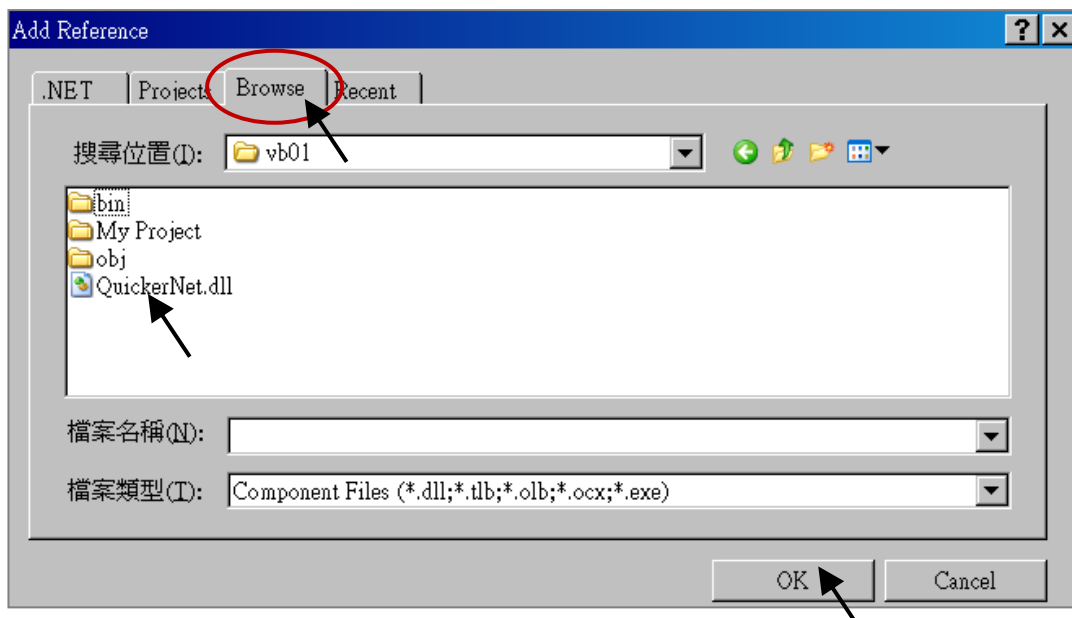 Add Reference
.NET Projects Browse Recent
搜尋位置(I): vb01
bin
My Project
obj
QuickerNet.dll
檔案名稱(N):
檔案類型(T): Component Files (*.dll;*.tlb;*.olb;*.ocx;*.exe)
OK Cancel